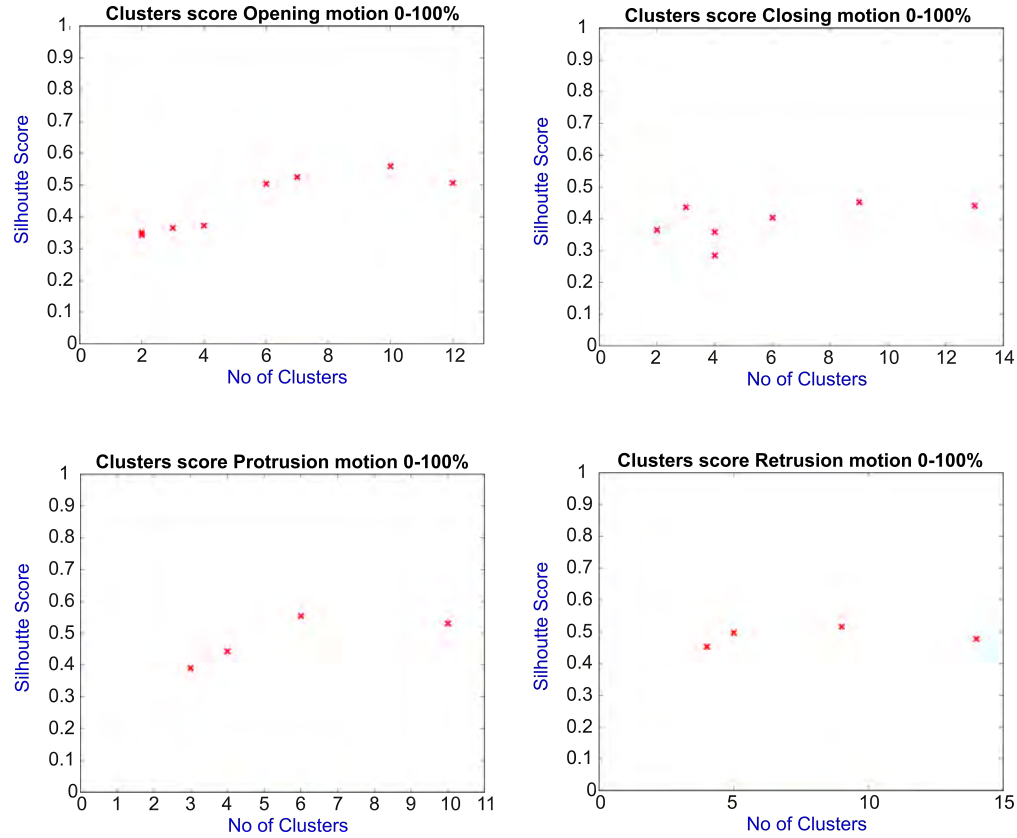 Clusters score Opening motion 0-100%
1
0.9
0.8
0.7
0.6
0.5
0.4
0.3
0.2
0.1
0
Silhoutte Score
0 2 4 6 8 10 12
No of Clusters
Clusters score Closing motion 0-100%
1
0.9
0.8
0.7
0.6
0.5
0.4
0.3
0.2
0.1
0
Silhoutte Score
0 2 4 6 8 10 12 14
No of Clusters
Clusters score Protrusion motion 0-100%
1
0.9
0.8
0.7
0.6
0.5
0.4
0.3
0.2
0.1
0
Silhoutte Score
0 1 2 3 4 5 6 7 8 9 10 11
No of Clusters
Clusters score Retrusion motion 0-100%
1
0.9
0.8
0.7
0.6
0.5
0.4
0.3
0.2
0.1
0
Silhoutte Score
0 5 10 15
No of Clusters